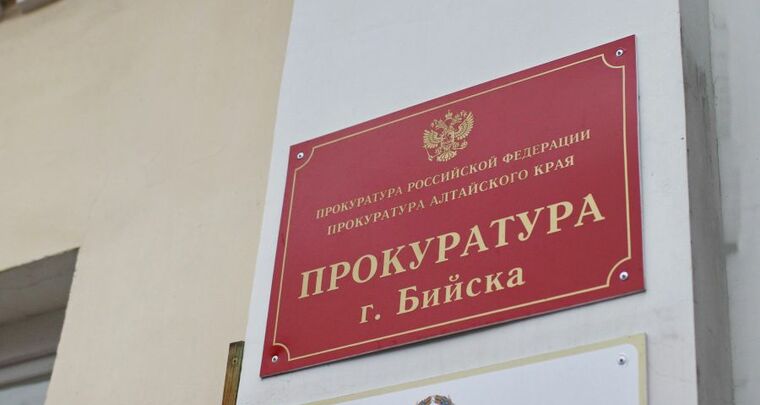 ПРОКУРАТУРА РОССИЙСКОЙ ФЕДЕРАЦИИ
ПРОКУРАТУРА АЛТАЙСКОГО КРАЯ
ПРОКУРАТУРА
г. Бийска